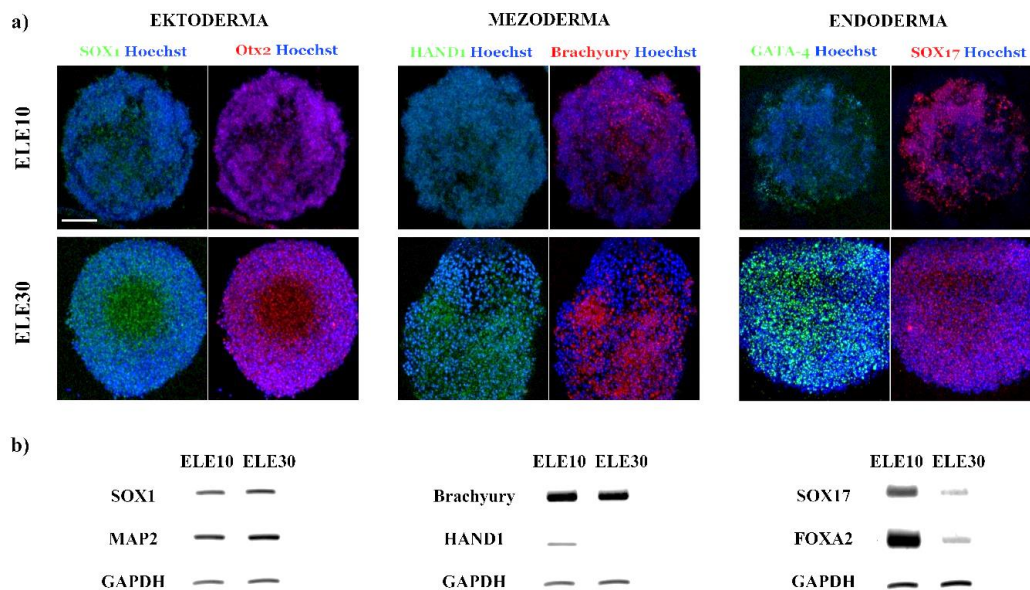 a)
EKTODERMA MEZODERMA ENDODERMA
SOX1 Hoechst Otx2 Hoechst HAND1 Hoechst Brachyury Hoechst GATA-4 Hoechst SOX17 Hoechst
ELE10
ELE30
b)
ELE10 ELE30 ELE10 ELE30 ELE10 ELE30
SOX1 Brachyury SOX17
MAP2 HAND1 FOXA2
GAPDH GAPDH GAPDH